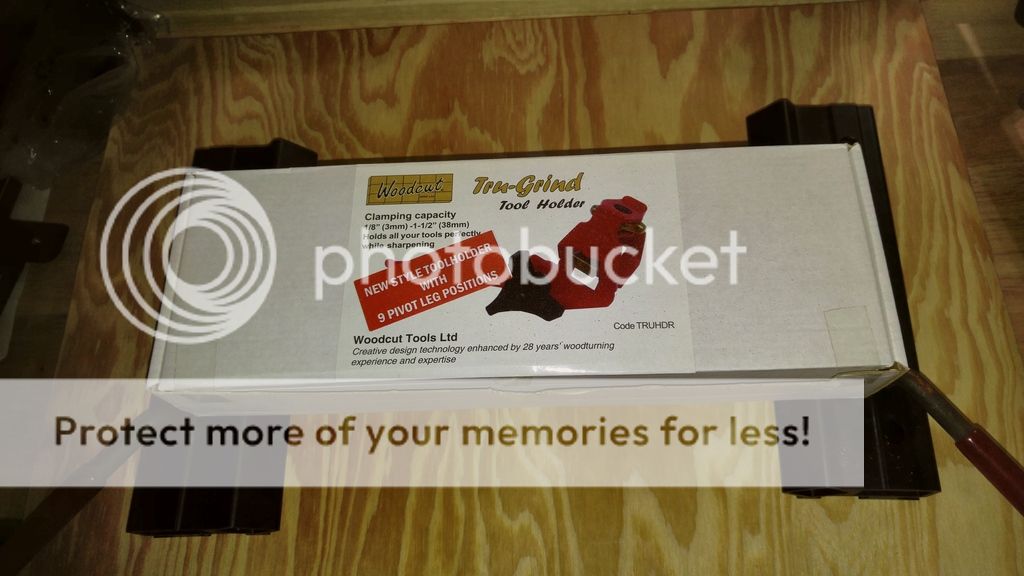 Woodcut
Tru-Grind
Tool Holder
Clamping capacity
1/8" (3mm) -1-1/2" (38mm)
Holds all your tools perfectly
while sharpening
photobucket
NEW STYLE TOOLHOLDER
WITH
9 PIVOT LEG POSITIONS
Code TRUHDR
Woodcut Tools Ltd
Creative design technology enhanced by 28 years' woodturning
experience and expertise
Protect more of your memories for less!